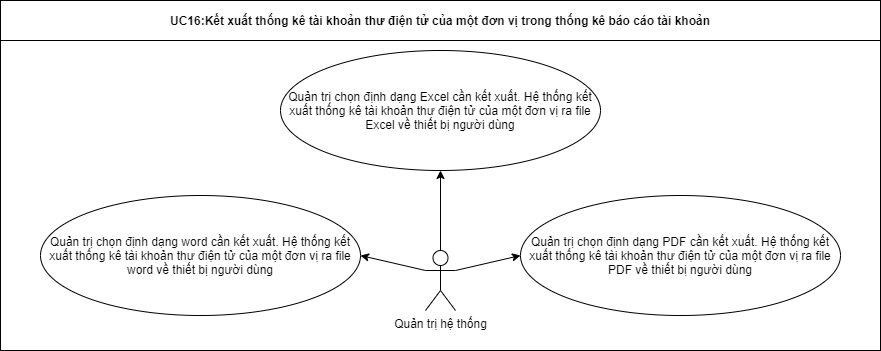 UC16:Kết xuất thống kê tài khoản thư điện tử của một đơn vị trong thống kê báo cáo tài khoản
Quản trị chọn định dạng Excel cần kết xuất. Hệ thống kết
xuất thống kê tài khoản thư điện tử của một đơn vị ra file
Excel về thiết bị người dùng
Quản trị chọn định dạng word cần kết xuất. Hệ thống kết
xuất thống kê tài khoản thư điện tử của một đơn vị ra file
word về thiết bị người dùng
Quản trị chọn định dạng PDF cần kết xuất. Hệ thống kết
xuất thống kê tài khoản thư điện tử của một đơn vị ra file
PDF về thiết bị người dùng
Quản trị hệ thống